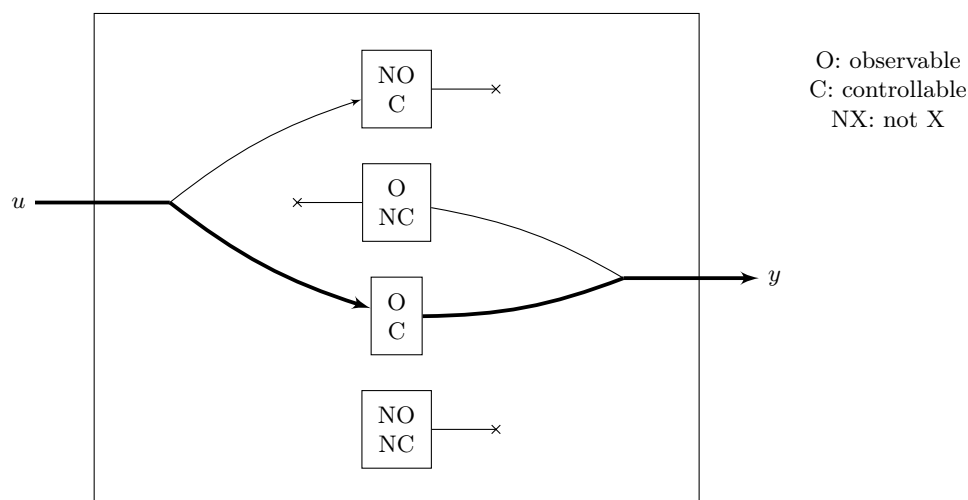 NO
C
O: observable
C: controllable
NX: not X
O
NC
u
y
O
C
NO
NC